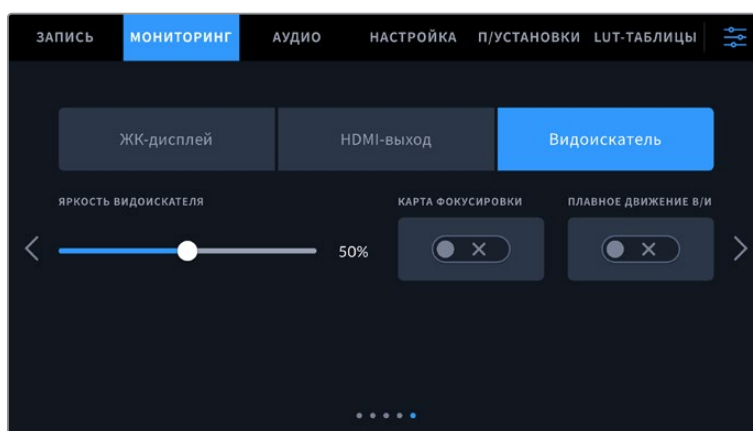 ЗАПИСЬ МОНИТОРИНГ АУДИО НАСТРОЙКА П/УСТАНОВКИ LUT-ТАБЛИЦЫ
ЖК-дисплей HDMI-выход Видоискатель
ЯРКОСТЬ ВИДОИСКАТЕЛЯ КАРТА ФОКУСИРОВКИ ПЛАВНОЕ ДВИЖЕНИЕ В/И
50%